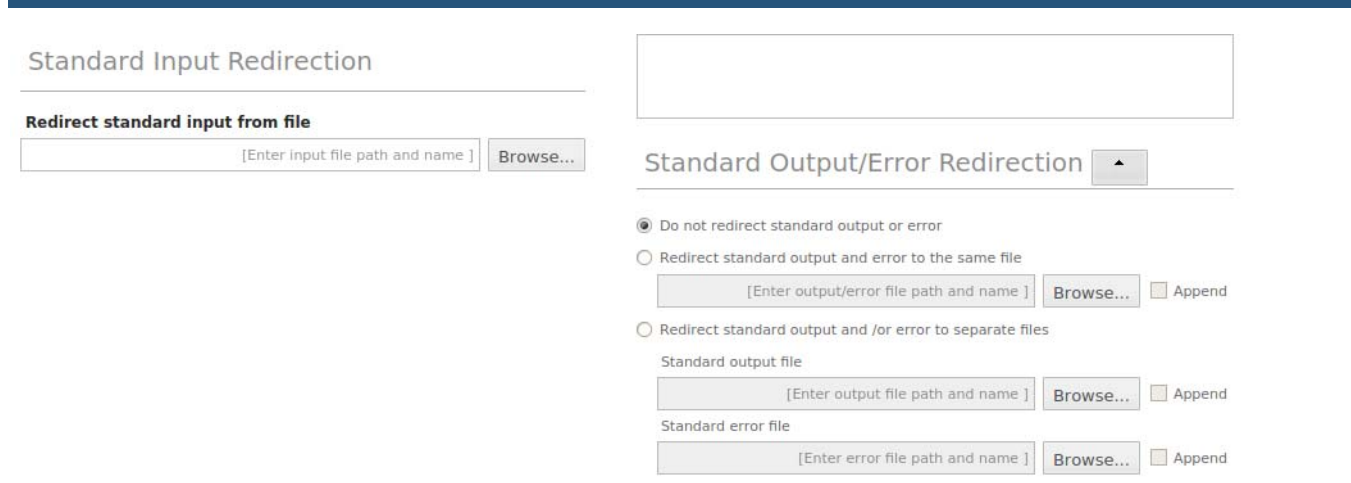 Standard Input Redirection
Redirect standard input from file
[Enter input file path and name ] Browse...
Standard Output/Error Redirection
Do not redirect standard output or error
Redirect standard output and error to the same file
[Enter output/error file path and name ] Browse... Append
Redirect standard output and /or error to separate files
Standard output file
[Enter output file path and name ] Browse... Append
Standard error file
[Enter error file path and name ] Browse... Append